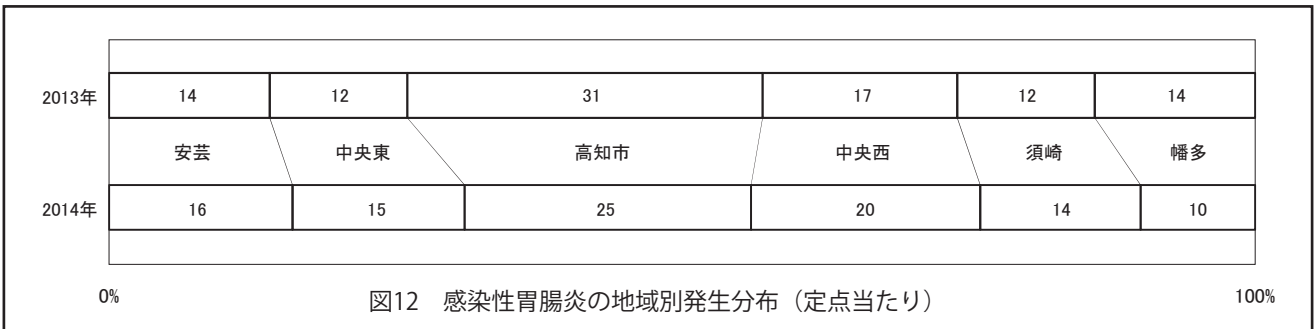 2013年 14 12 31 17 12 14
安芸 中央東 高知市 中央西 須崎 幡多
2014年 16 15 25 20 14 10
0% 図12 感染性胃腸炎の地域別発生分布（定点当たり） 100%